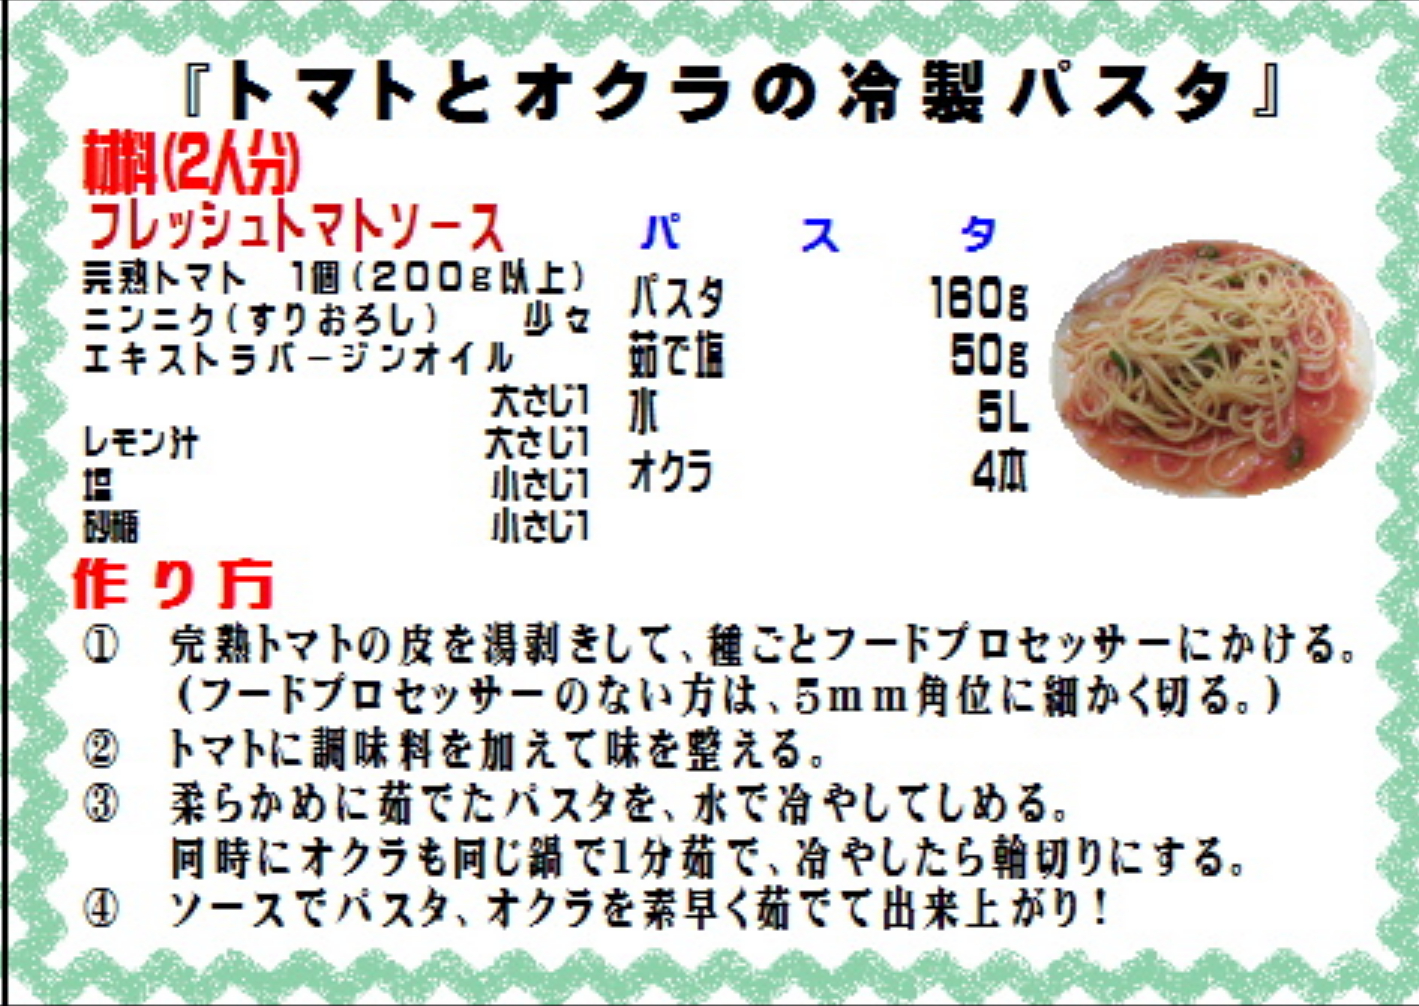 『トマトとオクラの冷製パスタ』
材料(2人分)
フレッシュトマトソース
完熟トマト　1個(200g以上)
ニンニク(すりおろし)　少々
エキストラバージンオイル
大さじ1
レモン汁　大さじ1
塩　小さじ1
砂糖　小さじ1
パ　ス　タ
パスタ　160g
茹で塩　50g
水　5L
オクラ　4本
作り方
①　完熟トマトの皮を湯剥きして、種ごとフードプロセッサーにかける。
(フードプロセッサーのない方は、5mm角位に細かく切る。)
②　トマトに調味料を加えて味を整える。
③　柔らかめに茹でたパスタを、水で冷やしてしめる。
同時にオクラも同じ鍋で1分茹で、冷やしたら輪切りにする。
④　ソースでパスタ、オクラを素早く茹でて出来上がり!